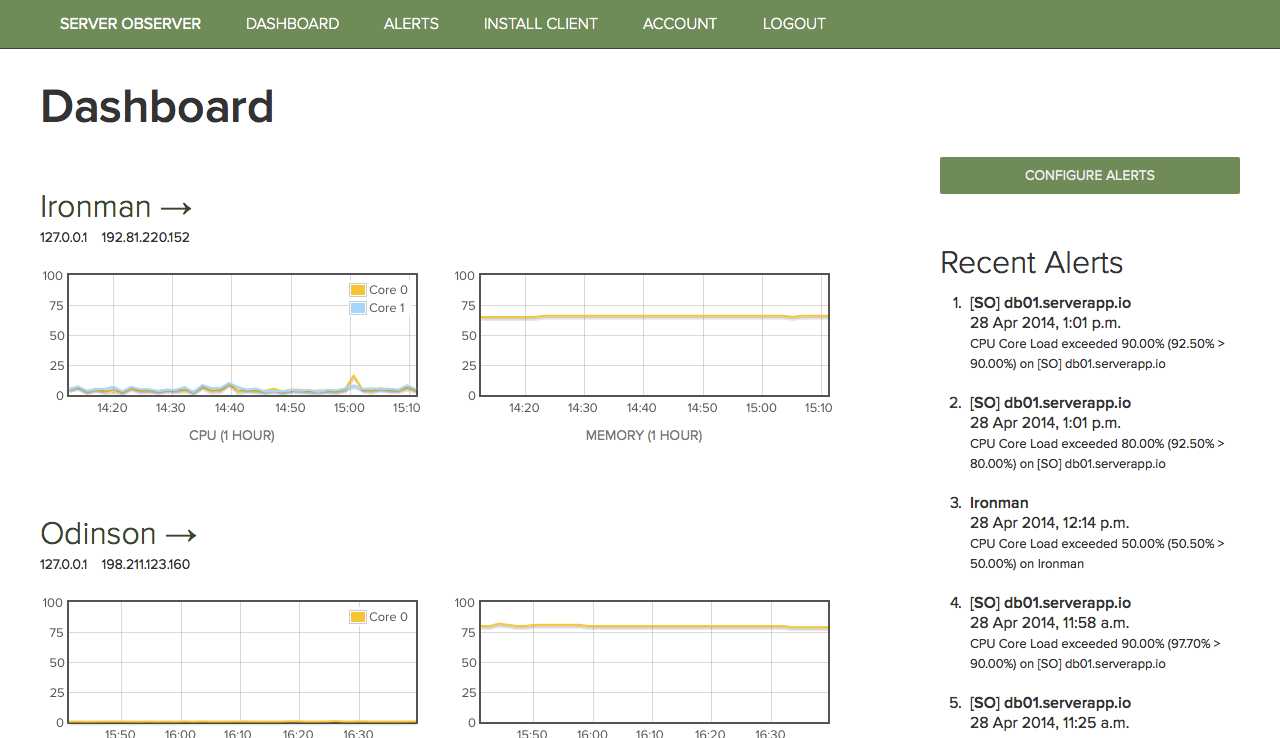 SERVER OBSERVER DASHBOARD ALERTS INSTALL CLIENT ACCOUNT LOGOUT
Dashboard
Ironman →
127.0.0.1 192.81.220.152
100
75
50
25
0
Core 0
Core 1
14:20 14:30 14:40 14:50 15:00 15:10
CPU (1 HOUR)
100
75
50
25
0
14:20 14:30 14:40 14:50 15:00 15:10
MEMORY (1 HOUR)
Odinson →
127.0.0.1 198.211.123.160
100
75
50
25
0
Core 0
15:50 16:00 16:10 16:20 16:30
100
75
50
25
0
15:50 16:00 16:10 16:20 16:30
CONFIGURE ALERTS
Recent Alerts
1. [SO] db01.serverapp.io
28 Apr 2014, 1:01 p.m.
CPU Core Load exceeded 90.00% (92.50% >
90.00%) on [SO] db01.serverapp.io
2. [SO] db01.serverapp.io
28 Apr 2014, 1:01 p.m.
CPU Core Load exceeded 80.00% (92.50% >
80.00%) on [SO] db01.serverapp.io
3. Ironman
28 Apr 2014, 12:14 p.m.
CPU Core Load exceeded 50.00% (50.50% >
50.00%) on Ironman
4. [SO] db01.serverapp.io
28 Apr 2014, 11:58 a.m.
CPU Core Load exceeded 90.00% (97.70% >
90.00%) on [SO] db01.serverapp.io
5. [SO] db01.serverapp.io
28 Apr 2014, 11:25 a.m.